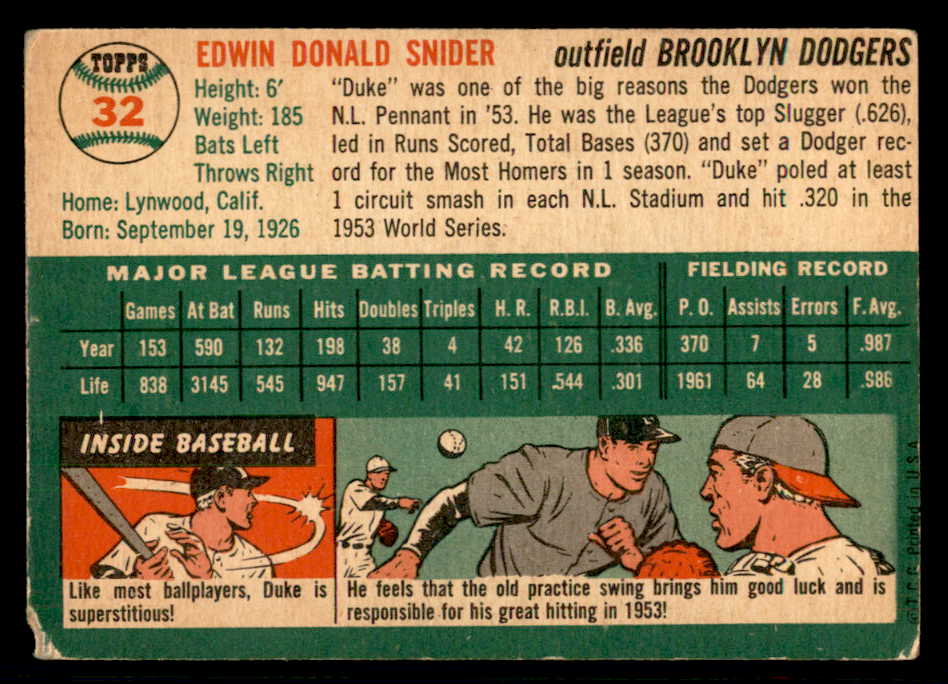 TOPPS
32
EDWIN DONALD SNIDER
outfield BROOKLYN DODGERS
Height: 6'
Weight: 185
Bats Left
Throws Right
Home: Lynwood, Calif.
Born: September 19, 1926
"Duke" was one of the big reasons the Dodgers won the
N.L. Pennant in '53. He was the League's top Slugger (.626),
led in Runs Scored, Total Bases (370) and set a Dodger rec-
ord for the Most Homers in 1 season. "Duke" poled at least
1 circuit smash in each N.L. Stadium and hit .320 in the
1953 World Series.
MAJOR LEAGUE BATTING RECORD FIELDING RECORD
Games At Bat Runs Hits Doubles Triples H. R. R.B.I. B. Avg. P. O. Assists Errors F. Avg.
Year 153 590 132 198 38 4 42 126 .336 370 7 5 .987
Life 838 3145 545 947 157 41 151 .544 .301 1961 64 28 .986
INSIDE BASEBALL
Like most ballplayers, Duke is
superstitious!
He feels that the old practice swing brings him good luck and is
responsible for his great hitting in 1953!
© T.C.G. Printed in U.S.A.